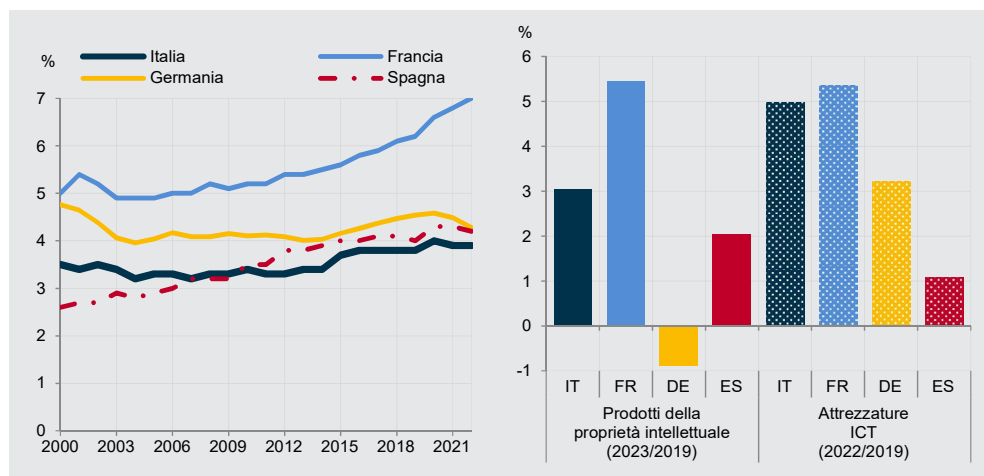 %
Italia
Francia
Germania
Spagna
7
6
5
4
3
2
1
0
2000 2003 2006 2009 2012 2015 2018 2021
%
6
5
4
3
2
1
0
-1
IT FR DE ES IT FR DE ES
Prodotti della
proprietà intellettuale
(2023/2019)
Attrezzature
ICT
(2022/2019)